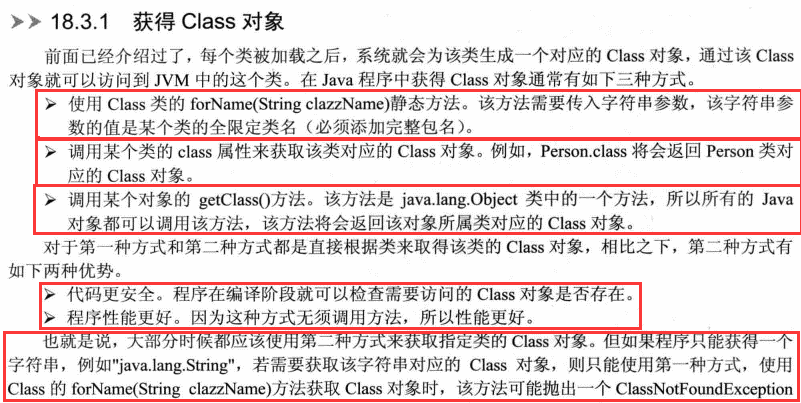 18.3.1 获得 Class 对象
前面已经介绍过了，每个类被加载之后，系统就会为该类生成一个对应的 Class 对象，通过该 Class
对象就可以访问到 JVM 中的这个类。在 Java 程序中获得 Class 对象通常有如下三种方式。
➢ 使用 Class 类的 forName(String clazzName)静态方法。该方法需要传入字符串参数，该字符串参
数的值是某个类的全限定类名（必须添加完整包名）。
➢ 调用某个类的 class 属性来获取该类对应的 Class 对象。例如，Person.class 将会返回 Person 类对
应的 Class 对象。
➢ 调用某个对象的 getClass()方法。该方法是 java.lang.Object 类中的一个方法，所以所有的 Java
对象都可以调用该方法，该方法将会返回该对象所属类对应的 Class 对象。
对于第一种方式和第二种方式都是直接根据类来取得该类的 Class 对象，相比之下，第二种方式有
如下两种优势。
➢ 代码更安全。程序在编译阶段就可以检查需要访问的 Class 对象是否存在。
➢ 程序性能更好。因为这种方式无须调用方法，所以性能更好。
也就是说，大部分时候都应该使用第二种方式来获取指定类的 Class 对象。但如果程序只能获得一个
字符串，例如"java.lang.String"，若需要获取该字符串对应的 Class 对象，则只能使用第一种方式，使用
Class 的 forName(String clazzName)方法获取 Class 对象时，该方法可能抛出一个 ClassNotFoundException